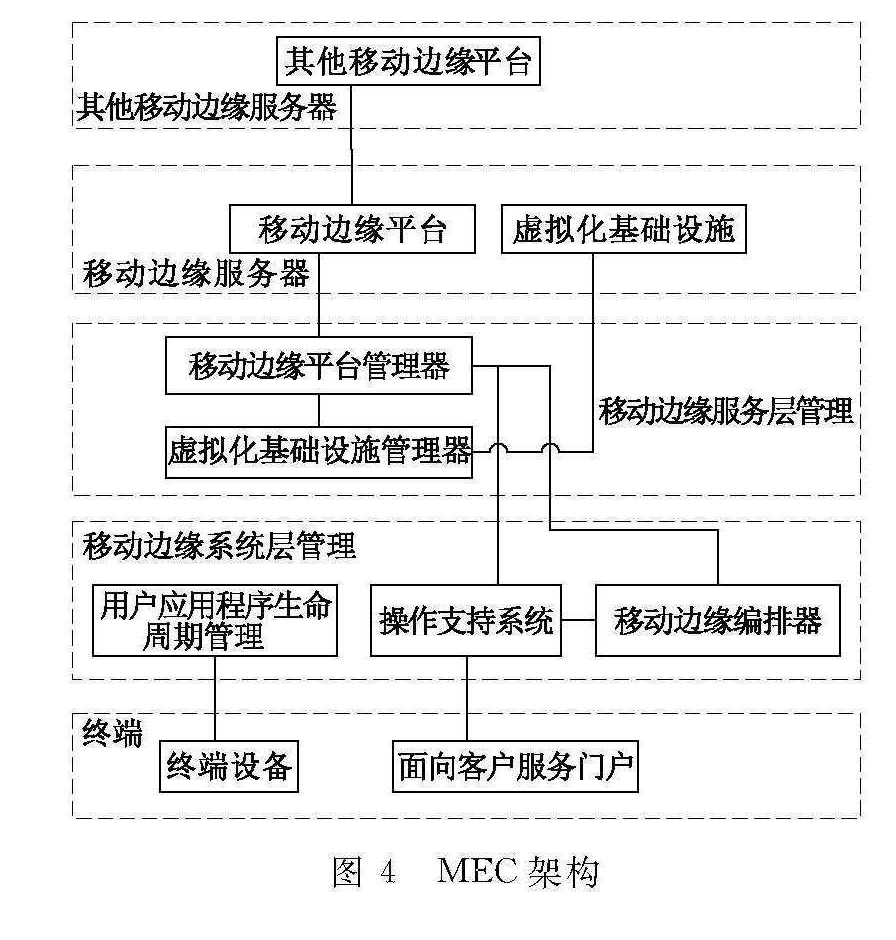 其他移动边缘平台
其他移动边缘服务器
移动边缘平台
虚拟化基础设施
移动边缘服务器
移动边缘平台管理器
移动边缘服务层管理
虚拟化基础设施管理器
移动边缘系统层管理
用户应用程序生命
周期管理
操作支持系统
移动边缘编排器
终端
终端设备
面向客户服务门户
图 4 MEC 架构